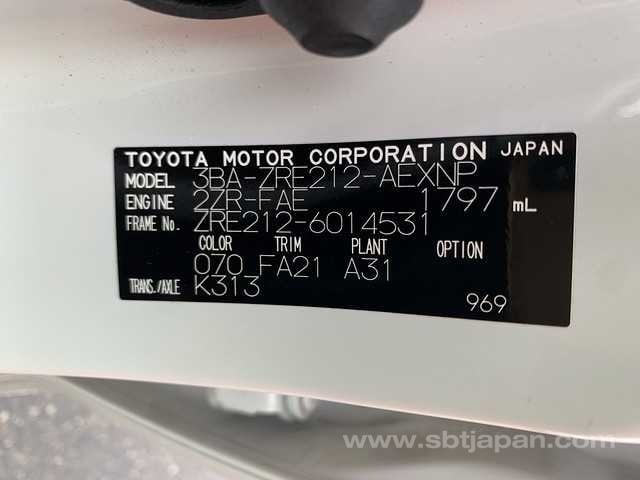 TOYOTA MOTOR CORPORATION JAPAN
MODEL 3BA-ZRE212-AEXNP
ENGINE 2ZR-FAE 1797 mL
FRAME No. ZRE212-6014531
COLOR TRIM PLANT OPTION
070 FA21 A31
TRANS./AXLE K313
969
www.sbtjapan.com